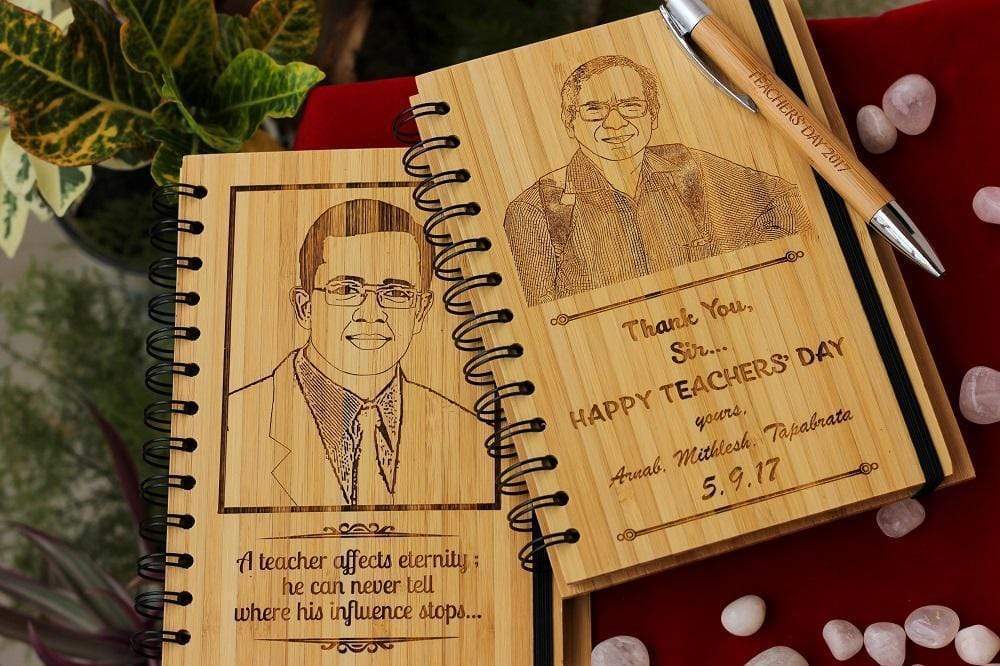 A teacher affects eternity ;
he can never tell
where his influence stops...
Thank You,
Sir...
HAPPY TEACHERS' DAY
yours,
Arnab, Mithlesh, Tapabrata
5.9.17
TEACHERS' DAY 2017